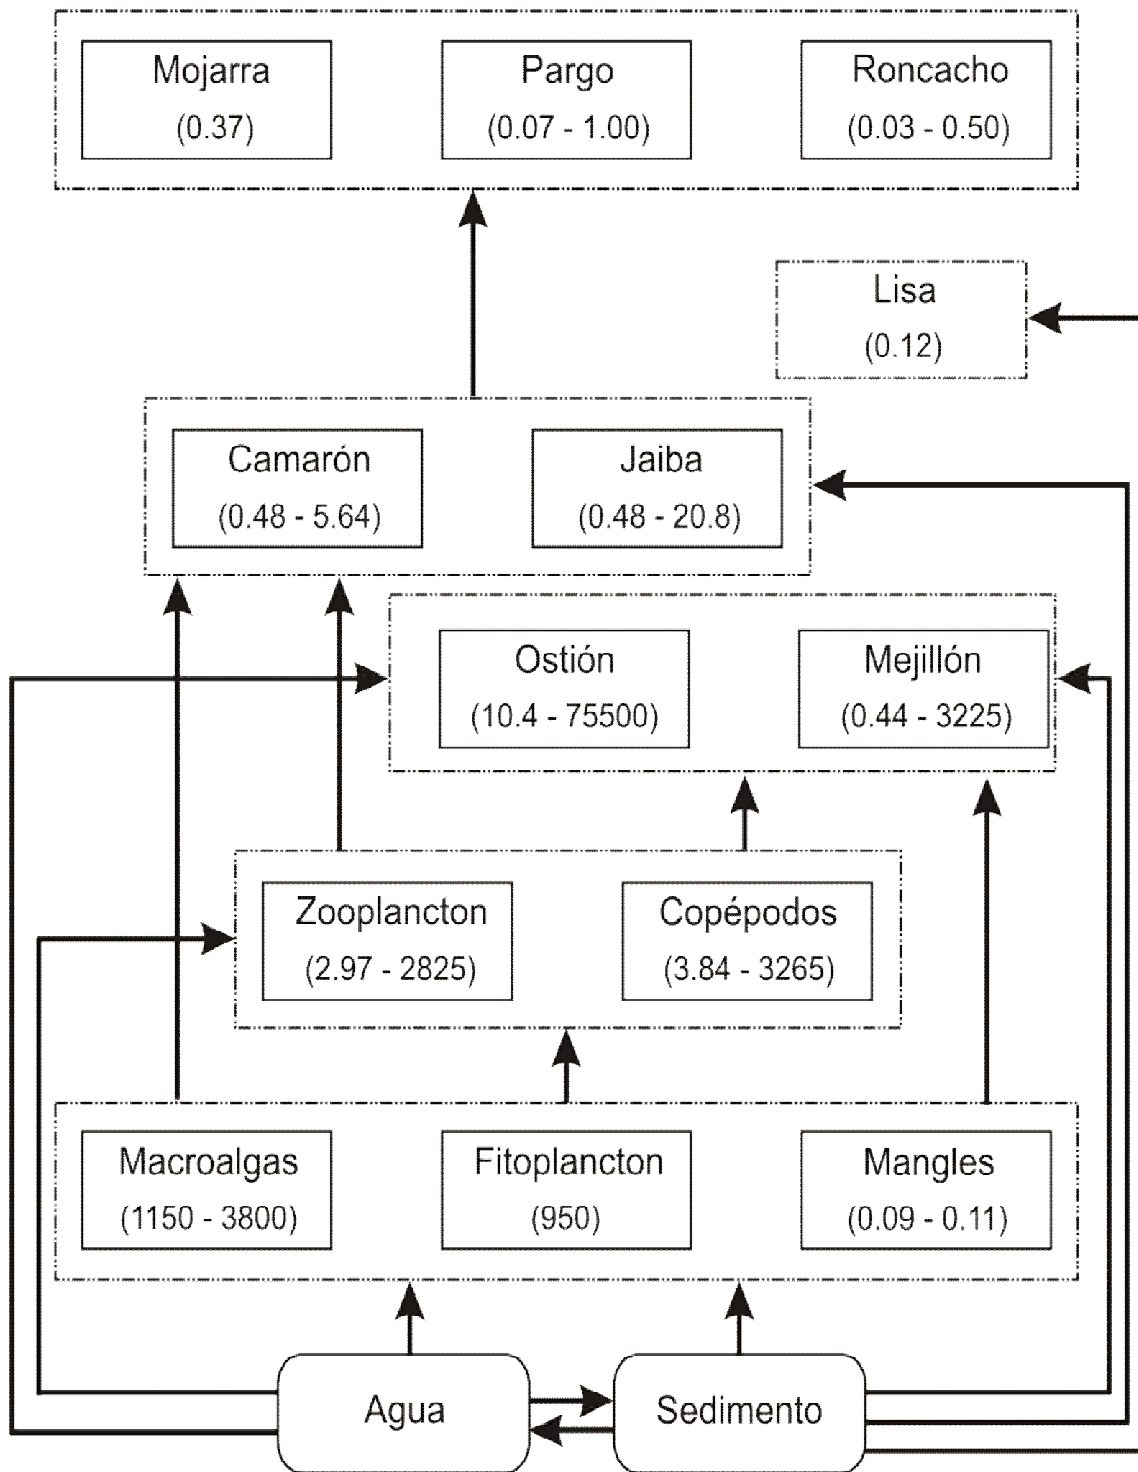 Mojarra
(0.37)
Pargo
(0.07 - 1.00)
Roncacho
(0.03 - 0.50)
Lisa
(0.12)
Camarón
(0.48 - 5.64)
Jaiba
(0.48 - 20.8)
Ostión
(10.4 - 75500)
Mejillón
(0.44 - 3225)
Zooplancton
(2.97 - 2825)
Copépodos
(3.84 - 3265)
Macroalgas
(1150 - 3800)
Fitoplancton
(950)
Mangles
(0.09 - 0.11)
Agua
Sedimento